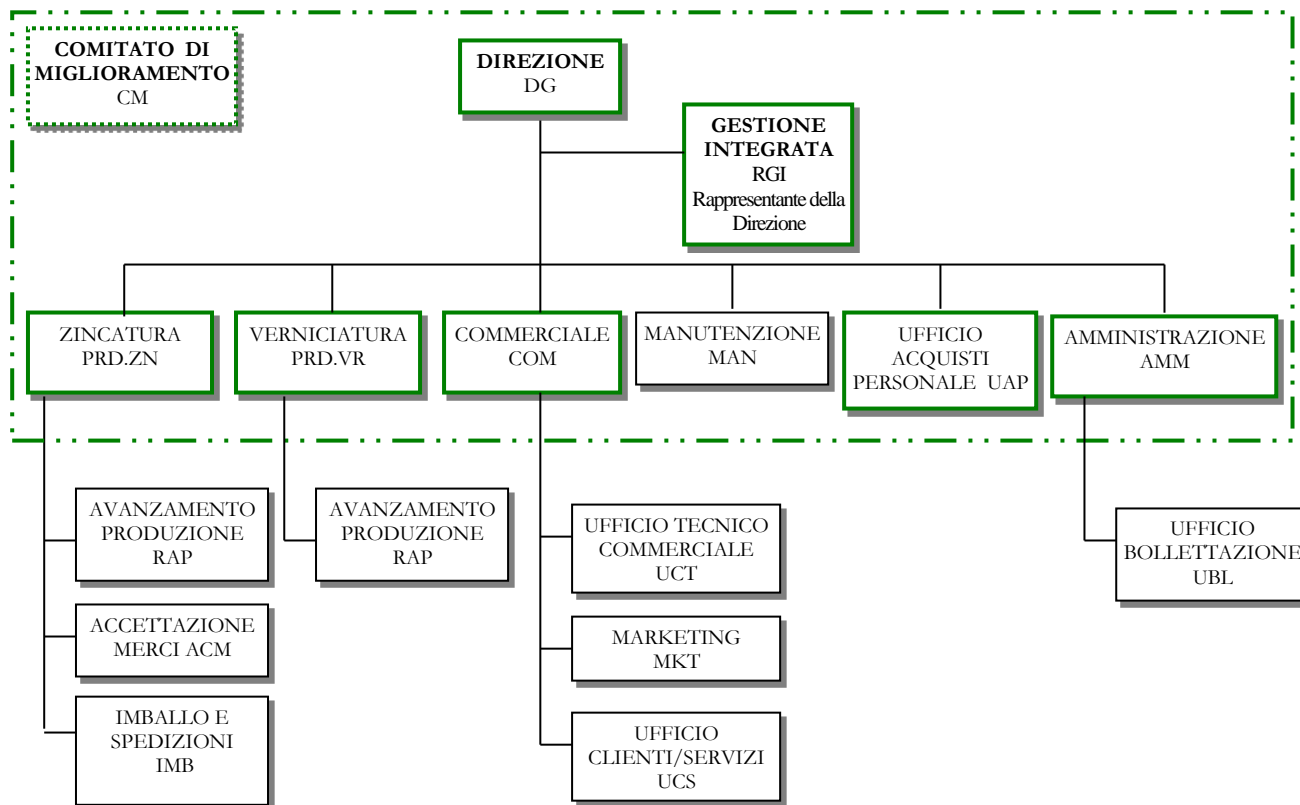 COMITATO DI
MIGLIORAMENTO
CM
DIREZIONE
DG
GESTIONE
INTEGRATA
RGI
Rappresentante della
Direzione
ZINCATURA
PRD.ZN
VERNICIATURA
PRD.VR
COMMERCIALE
COM
MANUTENZIONE
MAN
UFFICIO
ACQUISTI
PERSONALE UAP
AMMINISTRAZIONE
AMM
AVANZAMENTO
PRODUZIONE
RAP
AVANZAMENTO
PRODUZIONE
RAP
UFFICIO TECNICO
COMMERCIALE
UCT
UFFICIO
BOLLETTAZIONE
UBL
ACCETTAZIONE
MERCI ACM
MARKETING
MKT
IMBALLO E
SPEDIZIONI
IMB
UFFICIO
CLIENTI/SERVIZI
UCS